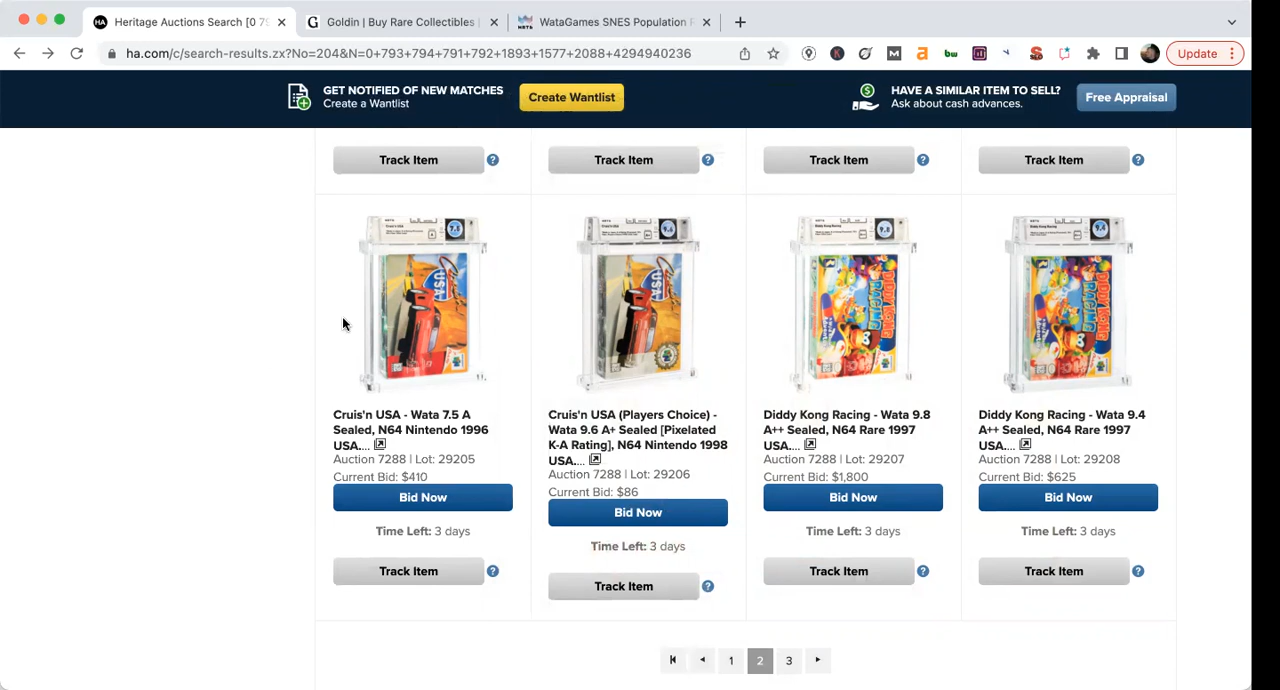 Heritage Auctions Search [0 79
Goldin | Buy Rare Collectibles |
WataGames SNES Population R
ha.com/c/search-results.zx?No=204&N=0+793+794+791+792+1893+1577+2088+4294940236
Update
GET NOTIFIED OF NEW MATCHES
Create a Wantlist
Create Wantlist
HAVE A SIMILAR ITEM TO SELL?
Ask about cash advances.
Free Appraisal
Track Item
Track Item
Track Item
Track Item
Cruis'n USA - Wata 7.5 A
Sealed, N64 Nintendo 1996
USA....
Auction 7288 | Lot: 29205
Current Bid: $410
Bid Now
Time Left: 3 days
Track Item
Cruis'n USA (Players Choice) -
Wata 9.6 A+ Sealed [Pixelated
K-A Rating], N64 Nintendo 1998
USA....
Auction 7288 | Lot: 29206
Current Bid: $86
Bid Now
Time Left: 3 days
Track Item
Diddy Kong Racing - Wata 9.8
A++ Sealed, N64 Rare 1997
USA....
Auction 7288 | Lot: 29207
Current Bid: $1,800
Bid Now
Time Left: 3 days
Track Item
Diddy Kong Racing - Wata 9.4
A++ Sealed, N64 Rare 1997
USA....
Auction 7288 | Lot: 29208
Current Bid: $625
Bid Now
Time Left: 3 days
Track Item
1
2
3